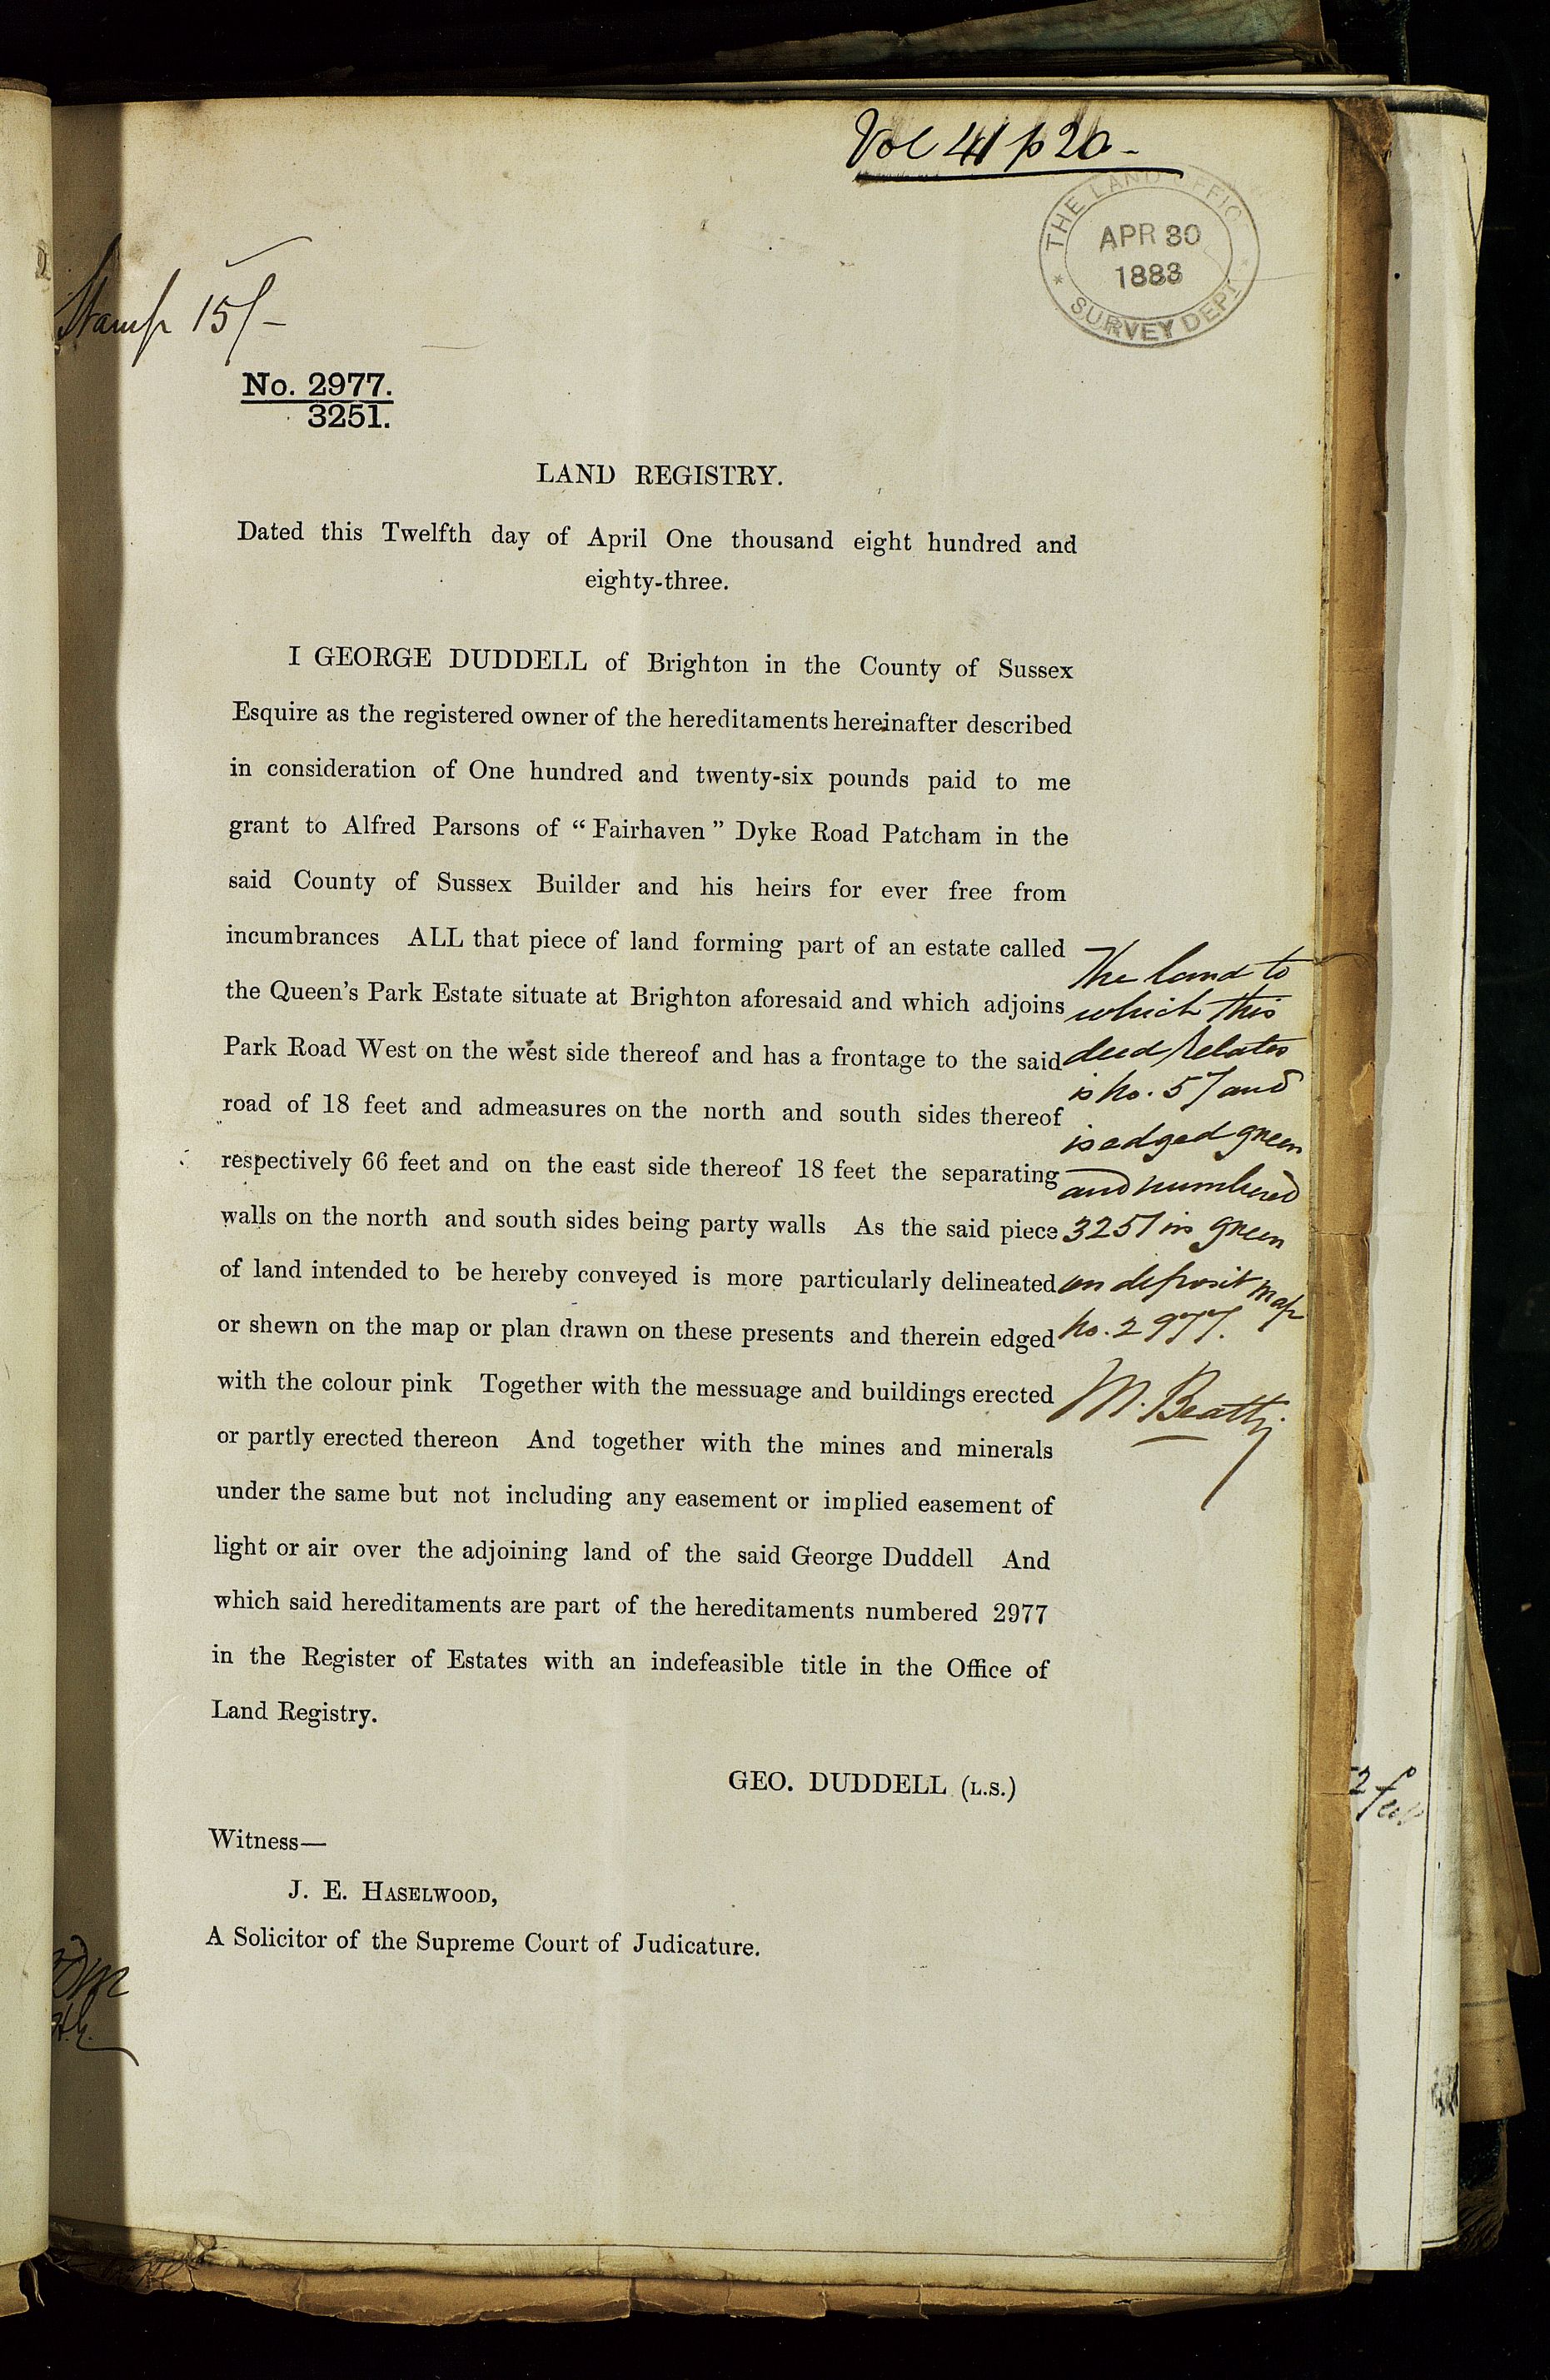 Vol 41 p 20-
THE LAND OFFIC
APR 30
1883
SURVEY DEPT
Stamp 15/-
No. 2977.
3251.
LAND REGISTRY.
Dated this Twelfth day of April One thousand eight hundred and
eighty-three.
I GEORGE DUDDELL of Brighton in the County of Sussex
Esquire as the registered owner of the hereditaments hereinafter described
in consideration of One hundred and twenty-six pounds paid to me
grant to Alfred Parsons of “Fairhaven” Dyke Road Patcham in the
said County of Sussex Builder and his heirs for ever free from
incumbrances ALL that piece of land forming part of an estate called
the Queen's Park Estate situate at Brighton aforesaid and which adjoins
Park Road West on the west side thereof and has a frontage to the said
road of 18 feet and admeasures on the north and south sides thereof
respectively 66 feet and on the east side thereof 18 feet the separating
walls on the north and south sides being party walls As the said piece
of land intended to be hereby conveyed is more particularly delineated
or shewn on the map or plan drawn on these presents and therein edged
with the colour pink Together with the messuage and buildings erected
or partly erected thereon And together with the mines and minerals
under the same but not including any easement or implied easement of
light or air over the adjoining land of the said George Duddell And
which said hereditaments are part of the hereditaments numbered 2977
in the Register of Estates with an indefeasible title in the Office of
Land Registry.
The land to
which this
deed relates
is No. 57 and
is edged green
and numbered
3251 in green
on deposit map
No. 2977.
M. Beatty.
GEO. DUDDELL (L.S.)
Witness—
J. E. HASELWOOD,
A Solicitor of the Supreme Court of Judicature.